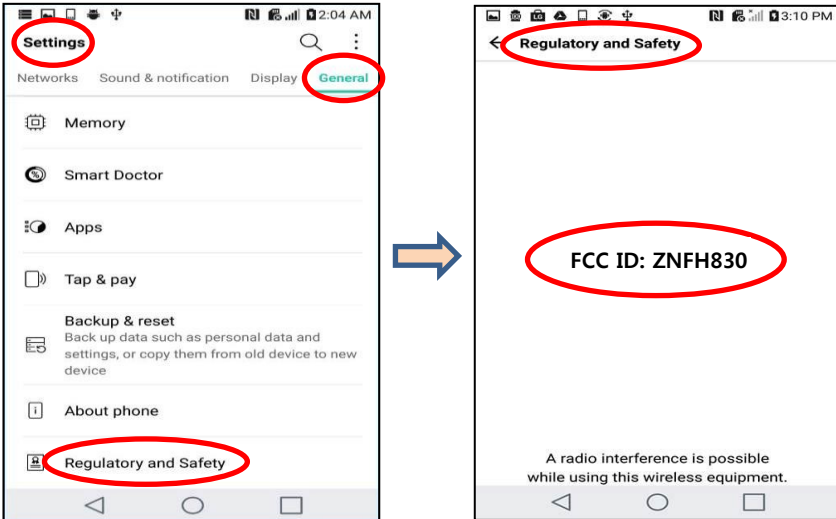 2:04 AM
Settings
Networks Sound & notification Display General
Memory
Smart Doctor
Apps
Tap & pay
Backup & reset
Back up data such as personal data and
settings, or copy them from old device to new
device
About phone
Regulatory and Safety
3:10 PM
Regulatory and Safety
FCC ID: ZNFH830
A radio interference is possible
while using this wireless equipment.